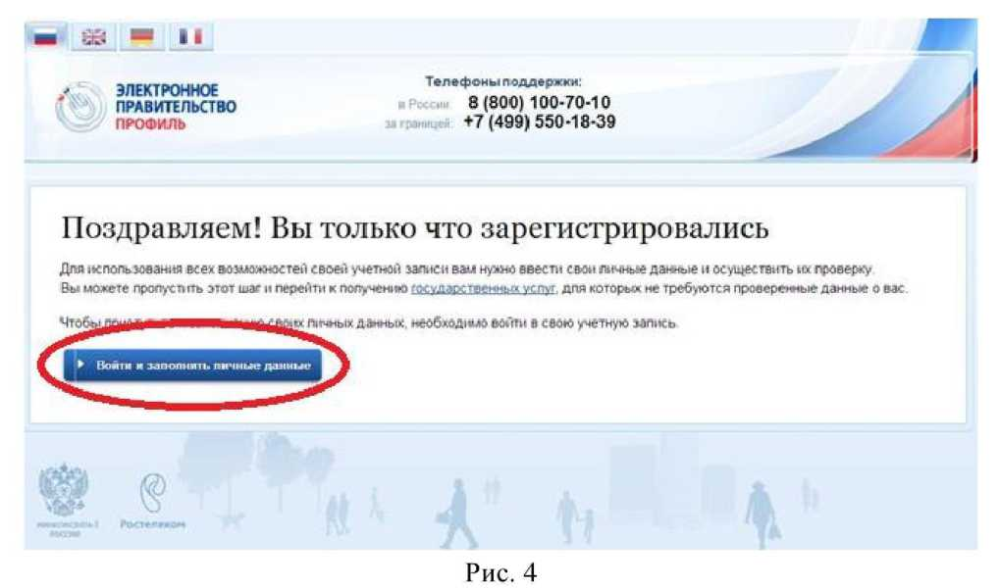 ЭЛЕКТРОННОЕ
ПРАВИТЕЛЬСТВО
ПРОФИЛЬ
Телефоны поддержки:
в России: 8 (800) 100-70-10
за границей: +7 (499) 550-18-39
Поздравляем! Вы только что зарегистрировались
Для использования всех возможностей своей учетной записи вам нужно ввести свои личные данные и осуществить их проверку.
Вы можете пропустить этот шаг и перейти к получению государственных услуг, для которых не требуются проверенные данные о вас.
Чтобы своих личных данных, необходимо войти в свою учетную запись.
Войти и заполнить личные данные
РОССИИ
Ростелеком
Рис. 4